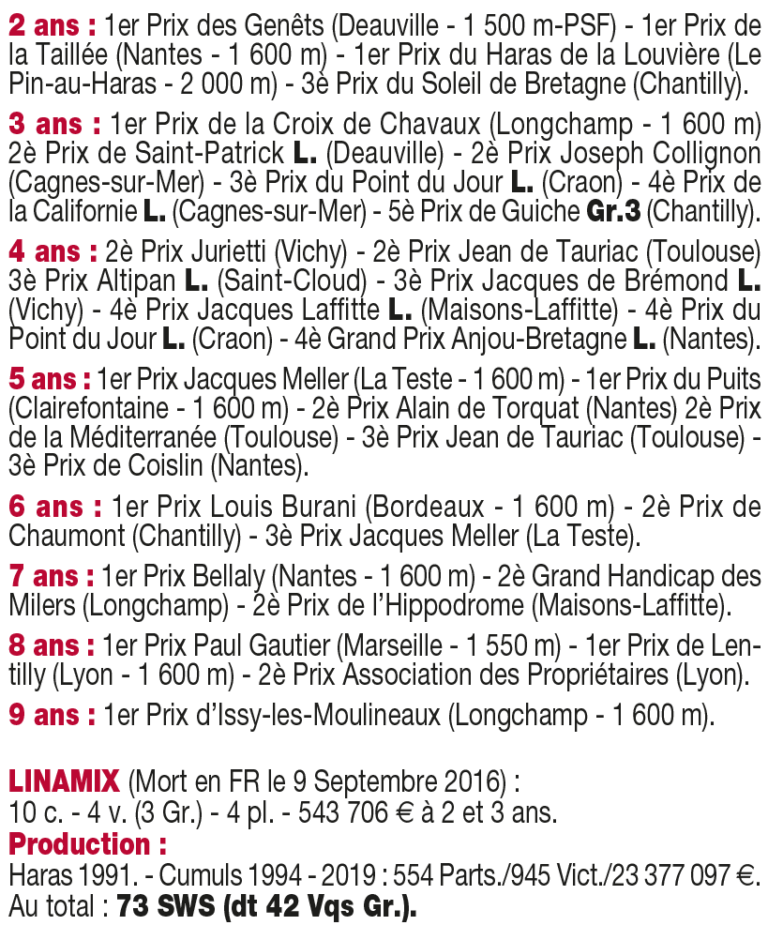 2 ans : 1er Prix des Genêts (Deauville - 1 500 m-PSF) - 1er Prix de
la Taillée (Nantes - 1 600 m) - 1er Prix du Haras de la Louvière (Le
Pin-au-Haras - 2 000 m) - 3è Prix du Soleil de Bretagne (Chantilly).
3 ans : 1er Prix de la Croix de Chavaux (Longchamp - 1 600 m)
2è Prix de Saint-Patrick L. (Deauville) - 2è Prix Joseph Collignon
(Cagnes-sur-Mer) - 3è Prix du Point du Jour L. (Craon) - 4è Prix de
la Californie L. (Cagnes-sur-Mer) - 5è Prix de Guiche Gr.3 (Chantilly).
4 ans : 2è Prix Jurietti (Vichy) - 2è Prix Jean de Tauriac (Toulouse)
3è Prix Altipan L. (Saint-Cloud) - 3è Prix Jacques de Brémond L.
(Vichy) - 4è Prix Jacques Laffitte L. (Maisons-Laffitte) - 4è Prix du
Point du Jour L. (Craon) - 4è Grand Prix Anjou-Bretagne L. (Nantes).
5 ans : 1er Prix Jacques Meller (La Teste - 1 600 m) - 1er Prix du Puits
(Clairefontaine - 1 600 m) - 2è Prix Alain de Torquat (Nantes) 2è Prix
de la Méditerranée (Toulouse) - 3è Prix Jean de Tauriac (Toulouse) -
3è Prix de Coislin (Nantes).
6 ans : 1er Prix Louis Burani (Bordeaux - 1 600 m) - 2è Prix de
Chaumont (Chantilly) - 3è Prix Jacques Meller (La Teste).
7 ans : 1er Prix Bellaly (Nantes - 1 600 m) - 2è Grand Handicap des
Milers (Longchamp) - 2è Prix de l'Hippodrome (Maisons-Laffitte).
8 ans : 1er Prix Paul Gautier (Marseille - 1 550 m) - 1er Prix de Len-
tilly (Lyon - 1 600 m) - 2è Prix Association des Propriétaires (Lyon).
9 ans : 1er Prix d'Issy-les-Moulineaux (Longchamp - 1 600 m).
LINAMIX (Mort en FR le 9 Septembre 2016) :
10 c. - 4 v. (3 Gr.) - 4 pl. - 543 706 € à 2 et 3 ans.
Production :
Haras 1991. - Cumuls 1994 - 2019 : 554 Parts./945 Vict./23 377 097 €.
Au total : 73 SWS (dt 42 Vqs Gr.).